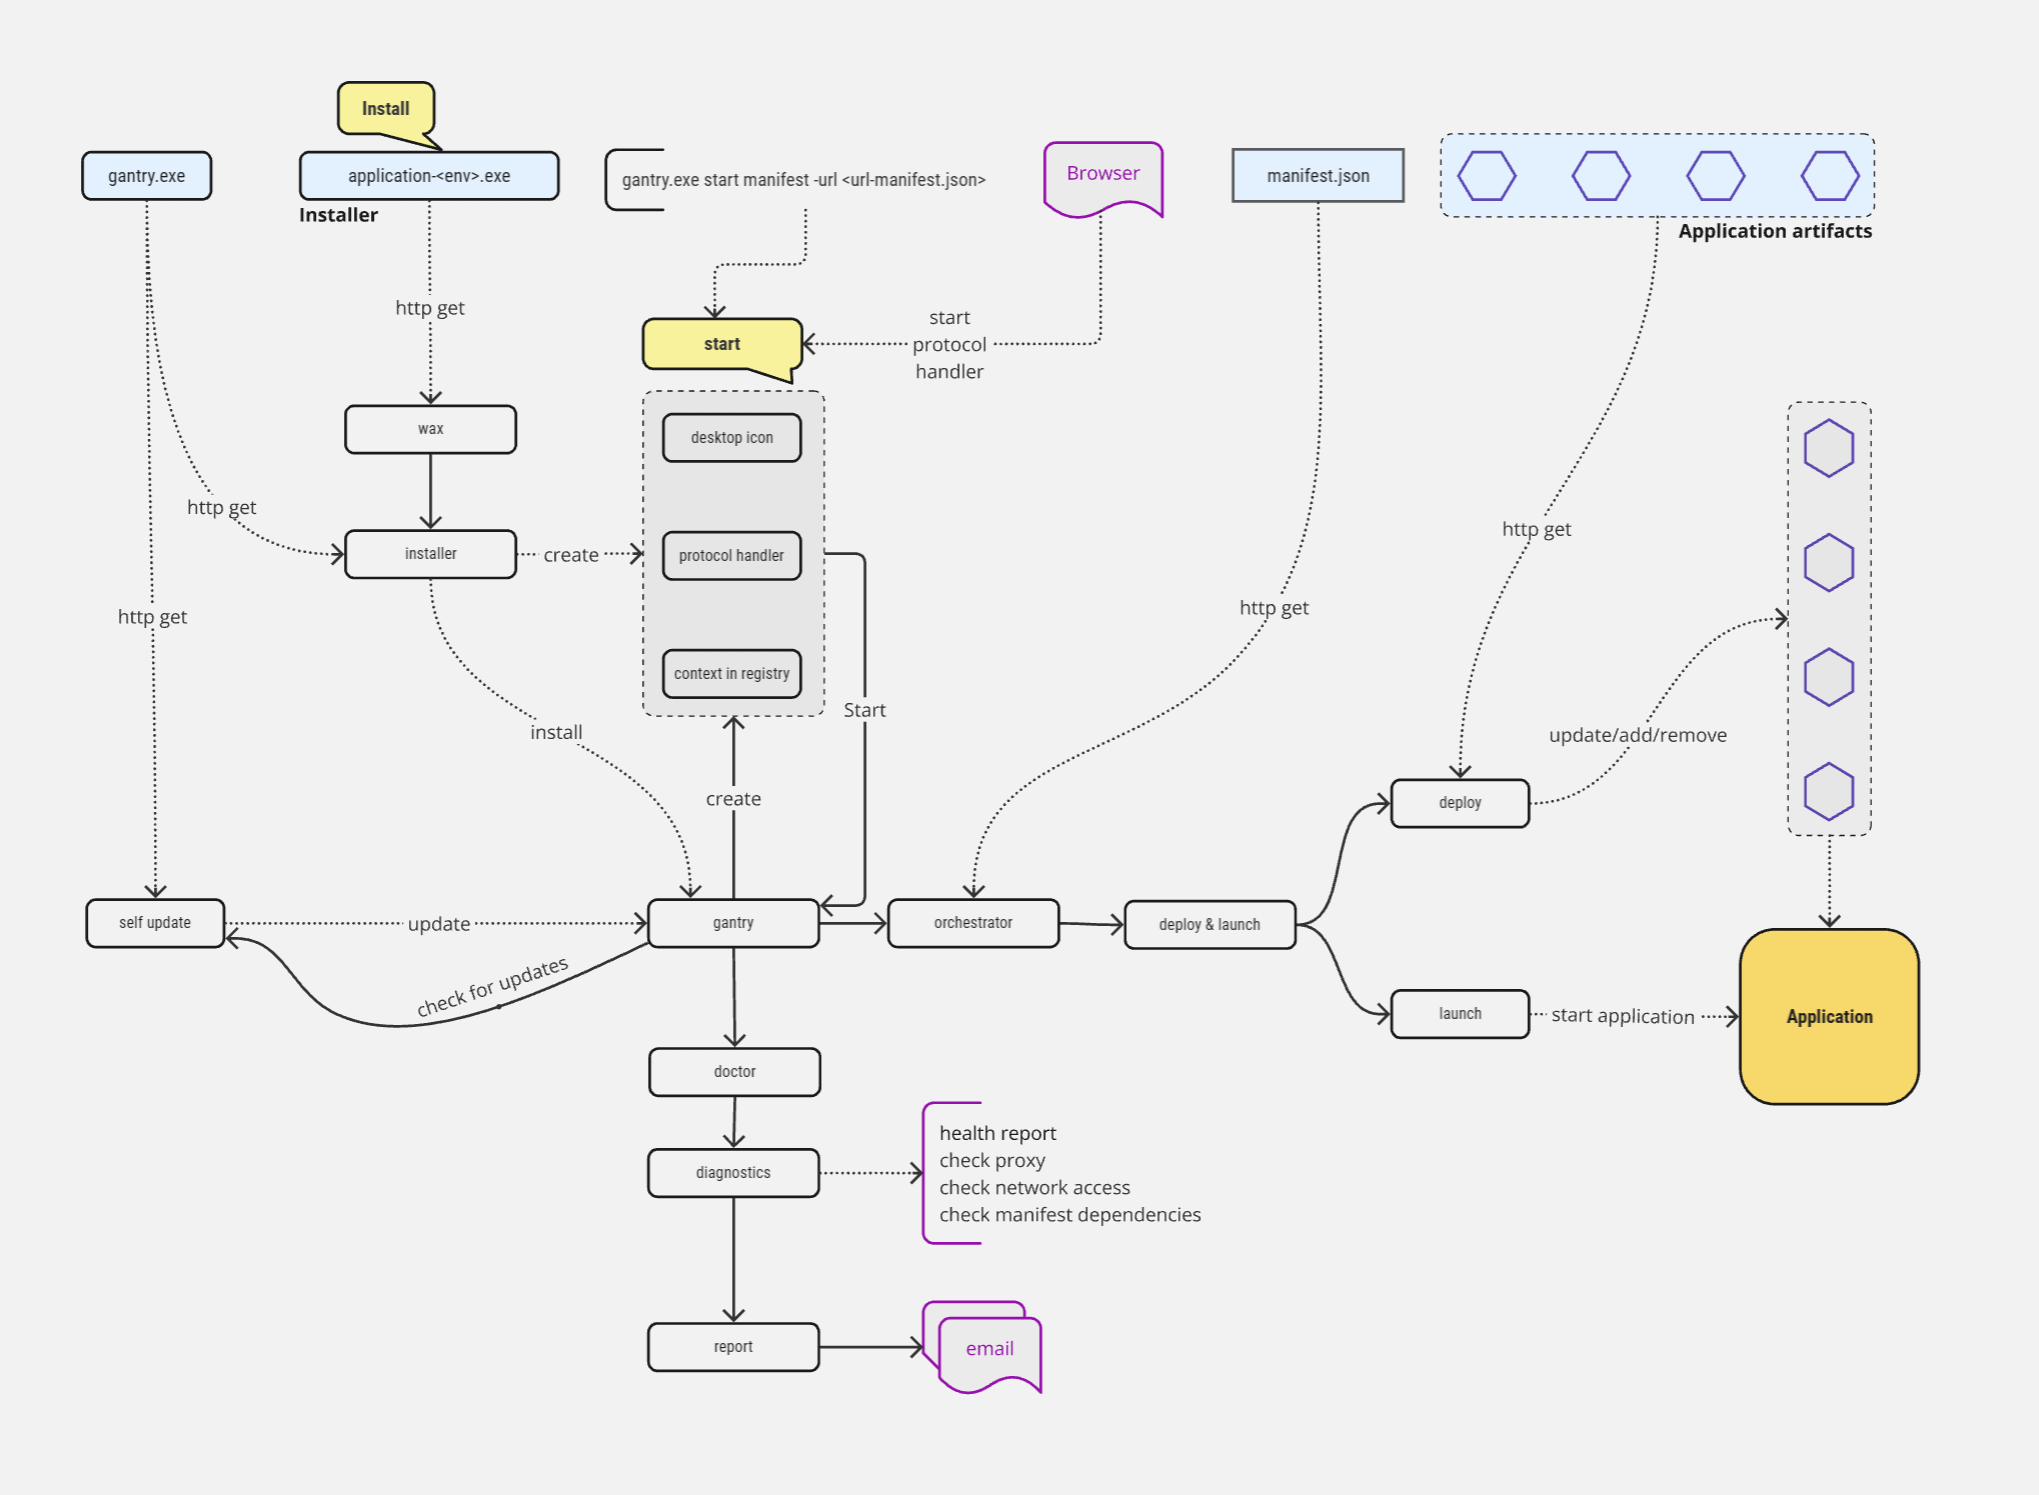 Install
gantry.exe
application-<env>.exe
Installer
gantry.exe start manifest -url <url-manifest.json>
Browser
manifest.json
Application artifacts
http get
start
start
protocol
handler
wax
desktop icon
http get
installer
create
protocol handler
http get
http get
http get
context in registry
Start
install
update/add/remove
create
deploy
self update
update
gantry
orchestrator
deploy & launch
check for updates
launch
start application
Application
doctor
health report
check proxy
check network access
check manifest dependencies
diagnostics
report
email